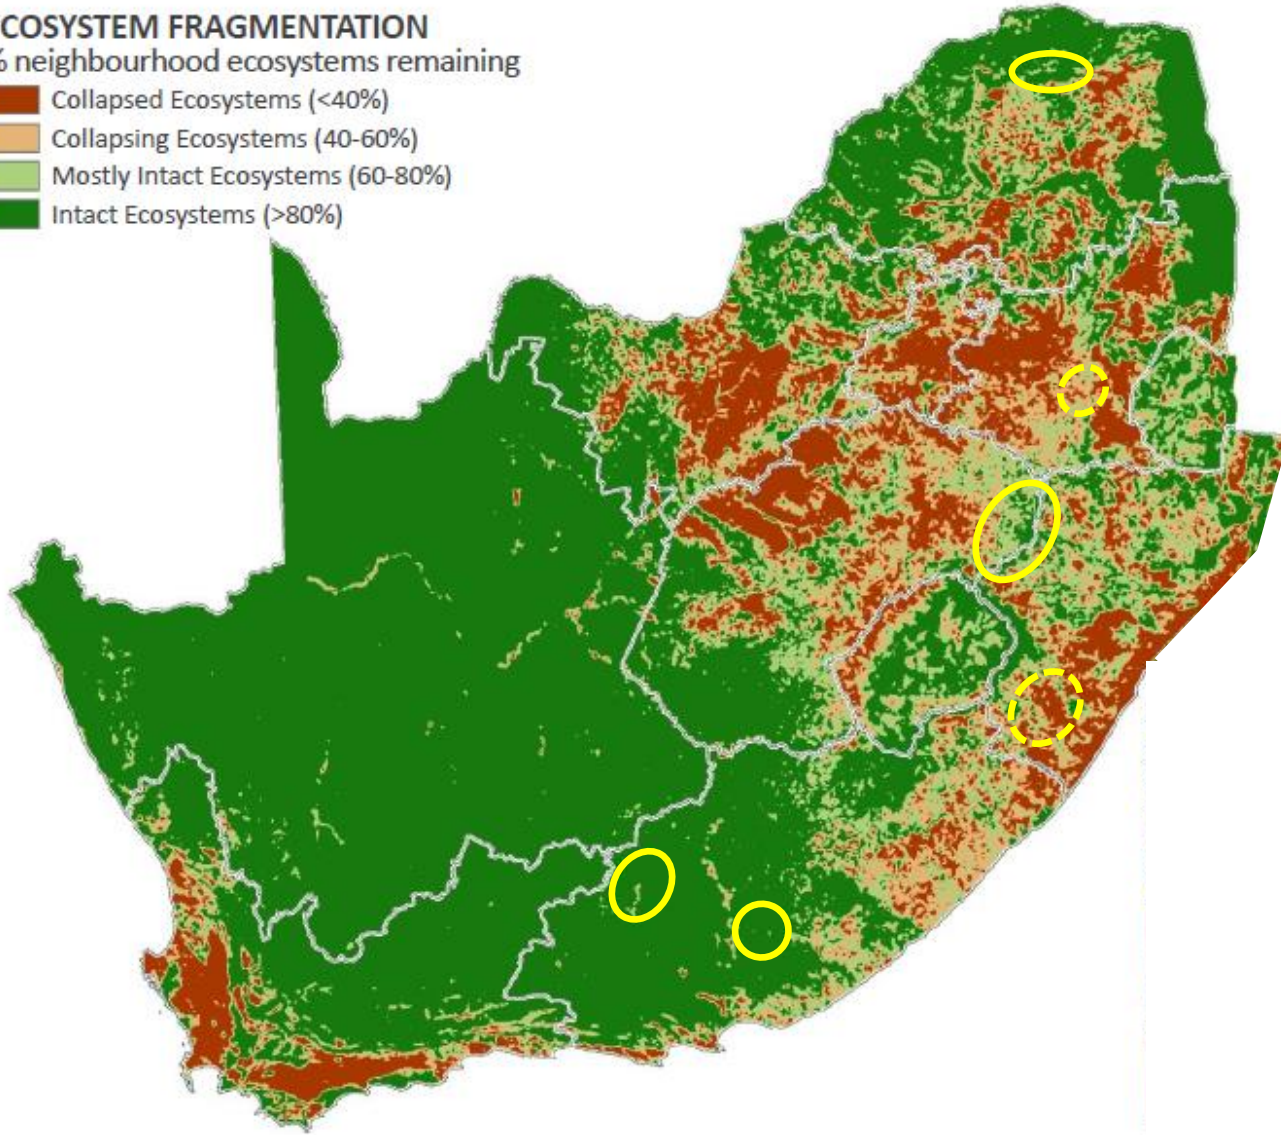 COSYSTEM FRAGMENTATION
% neighbourhood ecosystems remaining
Collapsed Ecosystems (<40%)
Collapsing Ecosystems (40-60%)
Mostly Intact Ecosystems (60-80%)
Intact Ecosystems (>80%)